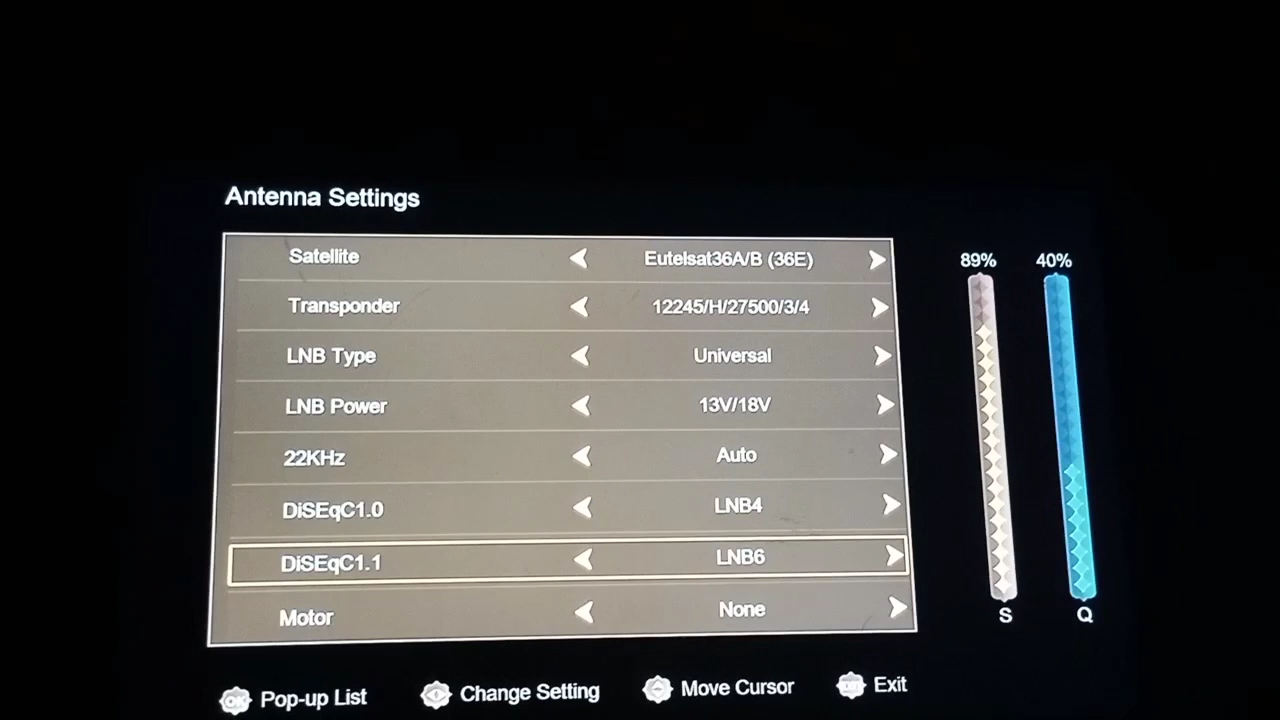 Antenna Settings
Satellite Eutelsat36A/B (36E)
89% 40%
Transponder 12245/H/27500/3/4
LNB Type Universal
LNB Power 13V/18V
22KHz Auto
DiSEqC1.0 LNB4
DiSEqC1.1 LNB6
Motor None
S Q
OK Pop-up List Change Setting Move Cursor Exit